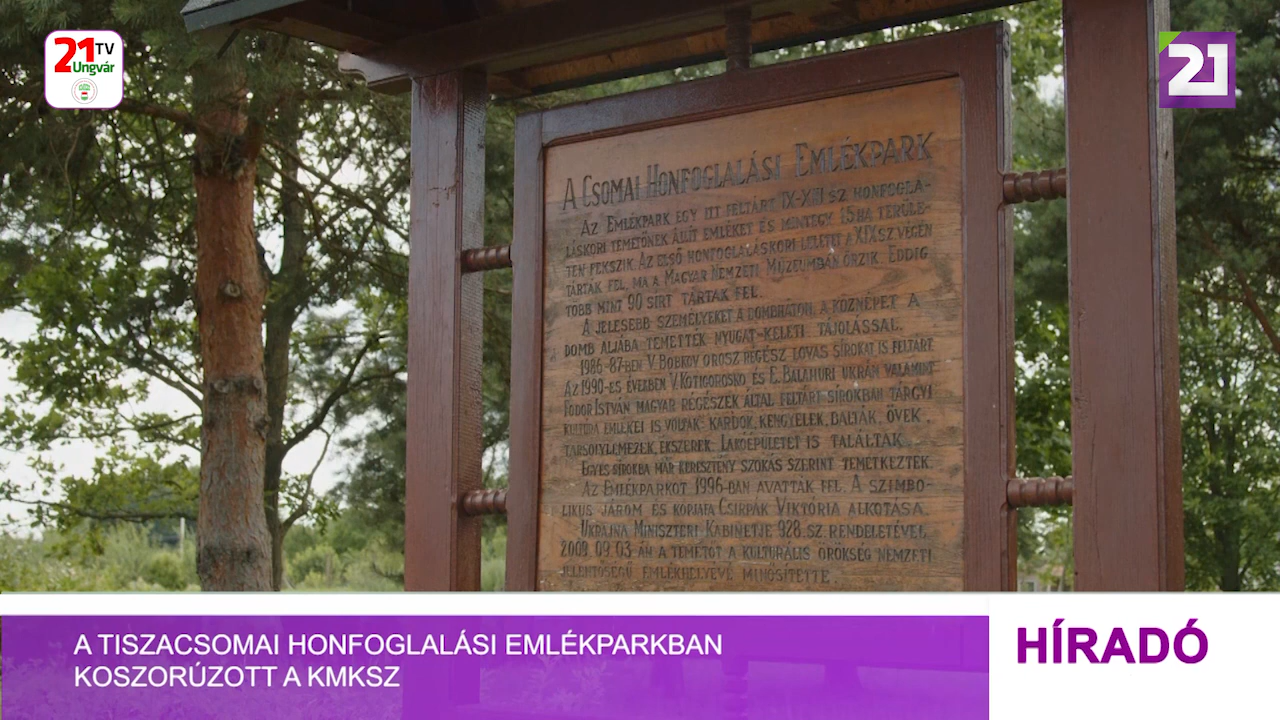 21 TV
Ungvár
21
A CSOMAI HONFOGLALÁSI EMLÉKPARK
AZ EMLÉKPARK EGY ITT FELTÁRT IX-XIII SZ HONFOGLA-
LÁSKORI TEMETŐNEK ÁLLÍT EMLÉKET ÉS MINTEGY 1,5 HA TERÜLE-
TEN FEKSZIK. AZ ELSŐ HONFOGLALÁSKORI LELETEI A XIX SZ VÉGÉN
TÁRTÁK FEL, MA A MAGYAR NEMZETI MÚZEUMBAN ŐRZIK. EDDIG
TÖBB MINT 90 SÍRT TÁRTAK FEL.
A JELESEBB SZEMÉLYEKET A DOMBHÁTON, A KÖZNÉPET A
DOMB ALJÁBA TEMETTÉK NYUGAT-KELETI TÁJOLÁSSAL.
1986-87-BEN V. BOBKOV OROSZ RÉGÉSZ LOVAS SÍROKAT IS FELTÁRT
AZ 1990-ES ÉVEKBEN V. KOTIGOROSKO ÉS E. BALAHURI UKRÁN VALAMINT
FODOR ISTVÁN MAGYAR RÉGÉSZEK ÁLTAL FELTÁRT SÍROKBAN TÁRGYI
KULTÚRA EMLÉKEI IS VOLTAK: KARDOK, KENGYELEK, BALTÁK, ÖVEK
TARSOLYLEMEZEK, ÉKSZEREK. LAKÓÉPÜLETET IS TALÁLTAK.
EGYES SÍROKBA MÁR KERESZTÉNY SZOKÁS SZERINT TEMETKEZTEK.
AZ EMLÉKPARKOT 1996-BAN AVATTÁK FEL. A SZIMBO-
LIKUS JÁROM ÉS KOPJAFA CSIRPÁK VIKTÓRIA ALKOTÁSA.
UKRAJNA MINISZTERI KABINETJE 928. SZ. RENDELETÉVEL
2009. 09. 03. ÁN A TEMETŐT A KULTURÁLIS ÖRÖKSÉG NEMZETI
JELENTŐSÉGŰ EMLÉKHELYÉVÉ MINŐSÍTETTE.
A TISZACSOMAI HONFOGLALÁSI EMLÉKPARKBAN
KOSZORÚZOTT A KMKSZ
HÍRADÓ